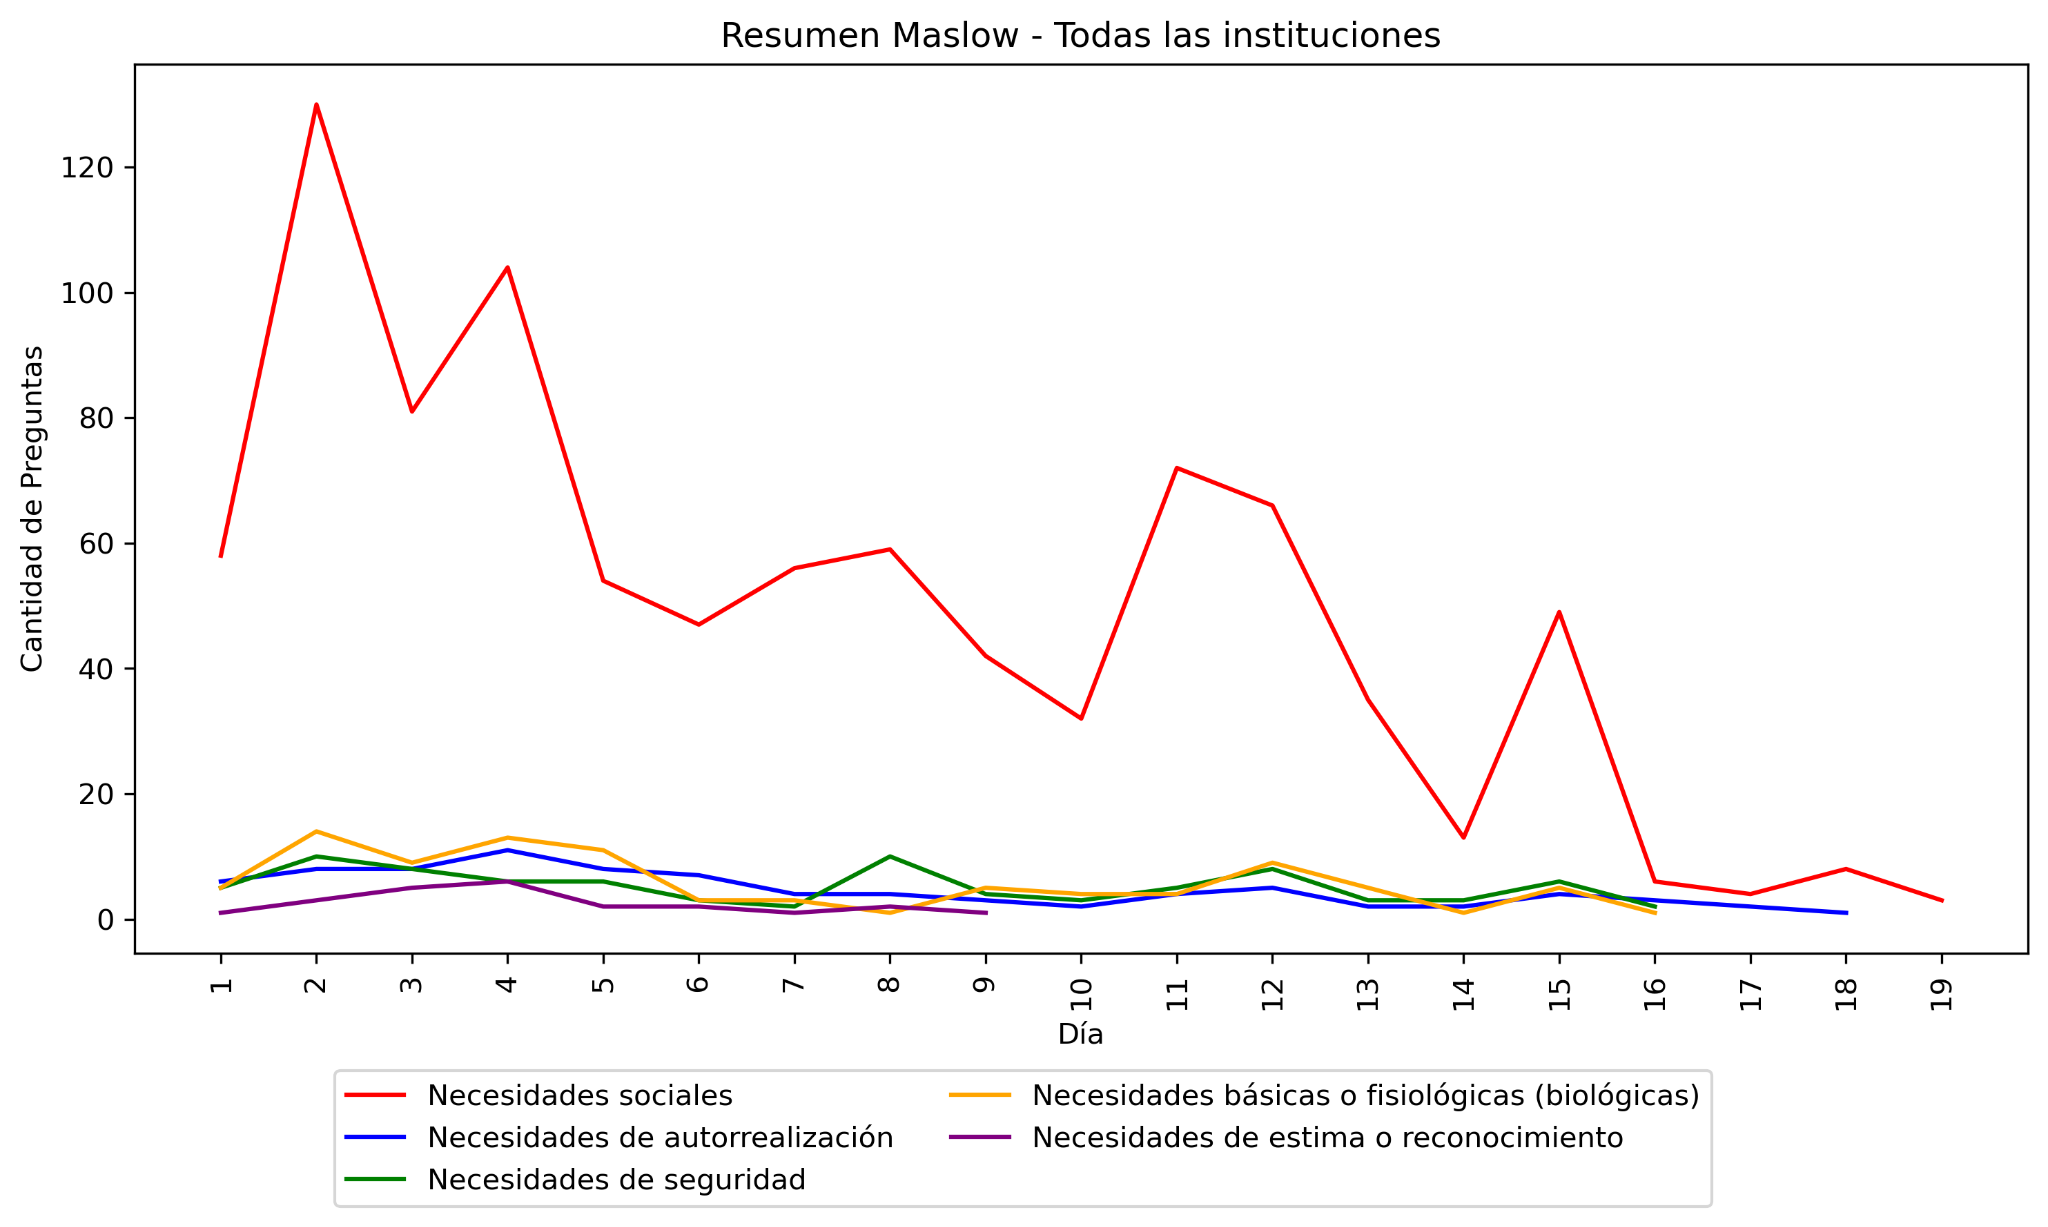 Resumen Maslow - Todas las instituciones
Cantidad de Preguntas
120
100
80
60
40
20
0
1 2 3 4 5 6 7 8 9 10 11 12 13 14 15 16 17 18 19
Día
Necesidades sociales
Necesidades de autorrealización
Necesidades de seguridad
Necesidades básicas o fisiológicas (biológicas)
Necesidades de estima o reconocimiento